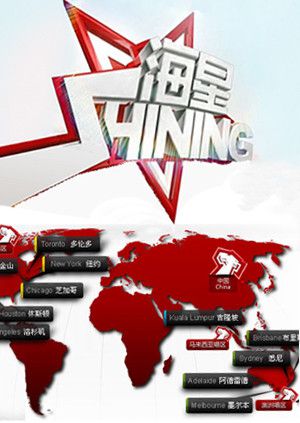 海星
SHINING
赛区
Toronto 多伦多
金山
New York 纽约
Chicago 芝加哥
Houston 休斯顿
Angeles 洛杉矶
中国
China
Kuala Lumpur 吉隆坡
马来西亚赛区
Brisbane 布里斯
Sydney 悉尼
Adelaide 阿德雷德
Melbourne 墨尔本
澳洲赛区